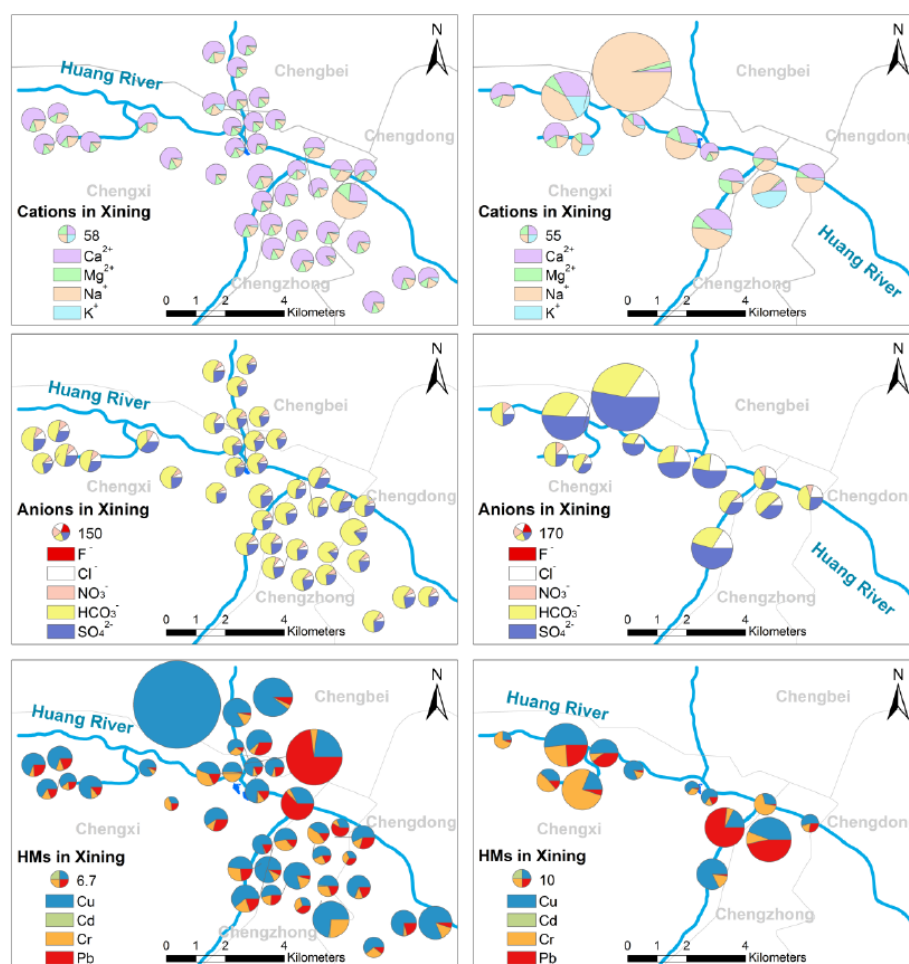 N
Chengbei
Huang River
Chengdong
Chengxi
Cations in Xining
58
Ca2+
Mg2+
Na+
K+
Chengzhong
0 2 4
Kilometers
N
Chengbei
Huang River
Chengdong
Chengxi
Cations in Xining
55
Ca2+
Mg2+
Na+
K+
Huang River
Chengzhong
0 2 4
Kilometers
N
Chengbei
Huang River
Chengdong
Chengxi
Anions in Xining
150
F-
Cl-
NO3-
HCO3-
SO42-
Chengzhong
0 1 2 4
Kilometers
N
Chengbei
Huang River
Chengdon
Chengxi
Anions in Xining
170
F-
Cl-
NO3-
HCO3-
SO42-
Huang River
Chengzhong
0 1 2 4
Kilometers
N
Chengbei
Huang River
Chengdong
Chengxi
HMs in Xining
6.7
Cu
Cd
Cr
Pb
Chengzhong
0 1 2 4
Kilometers
N
Chengbei
Huang River
Chengdong
Chengxi
HMs in Xining
10
Cu
Cd
Cr
Pb
Chengzhong
0 1 2 4
Kilometers